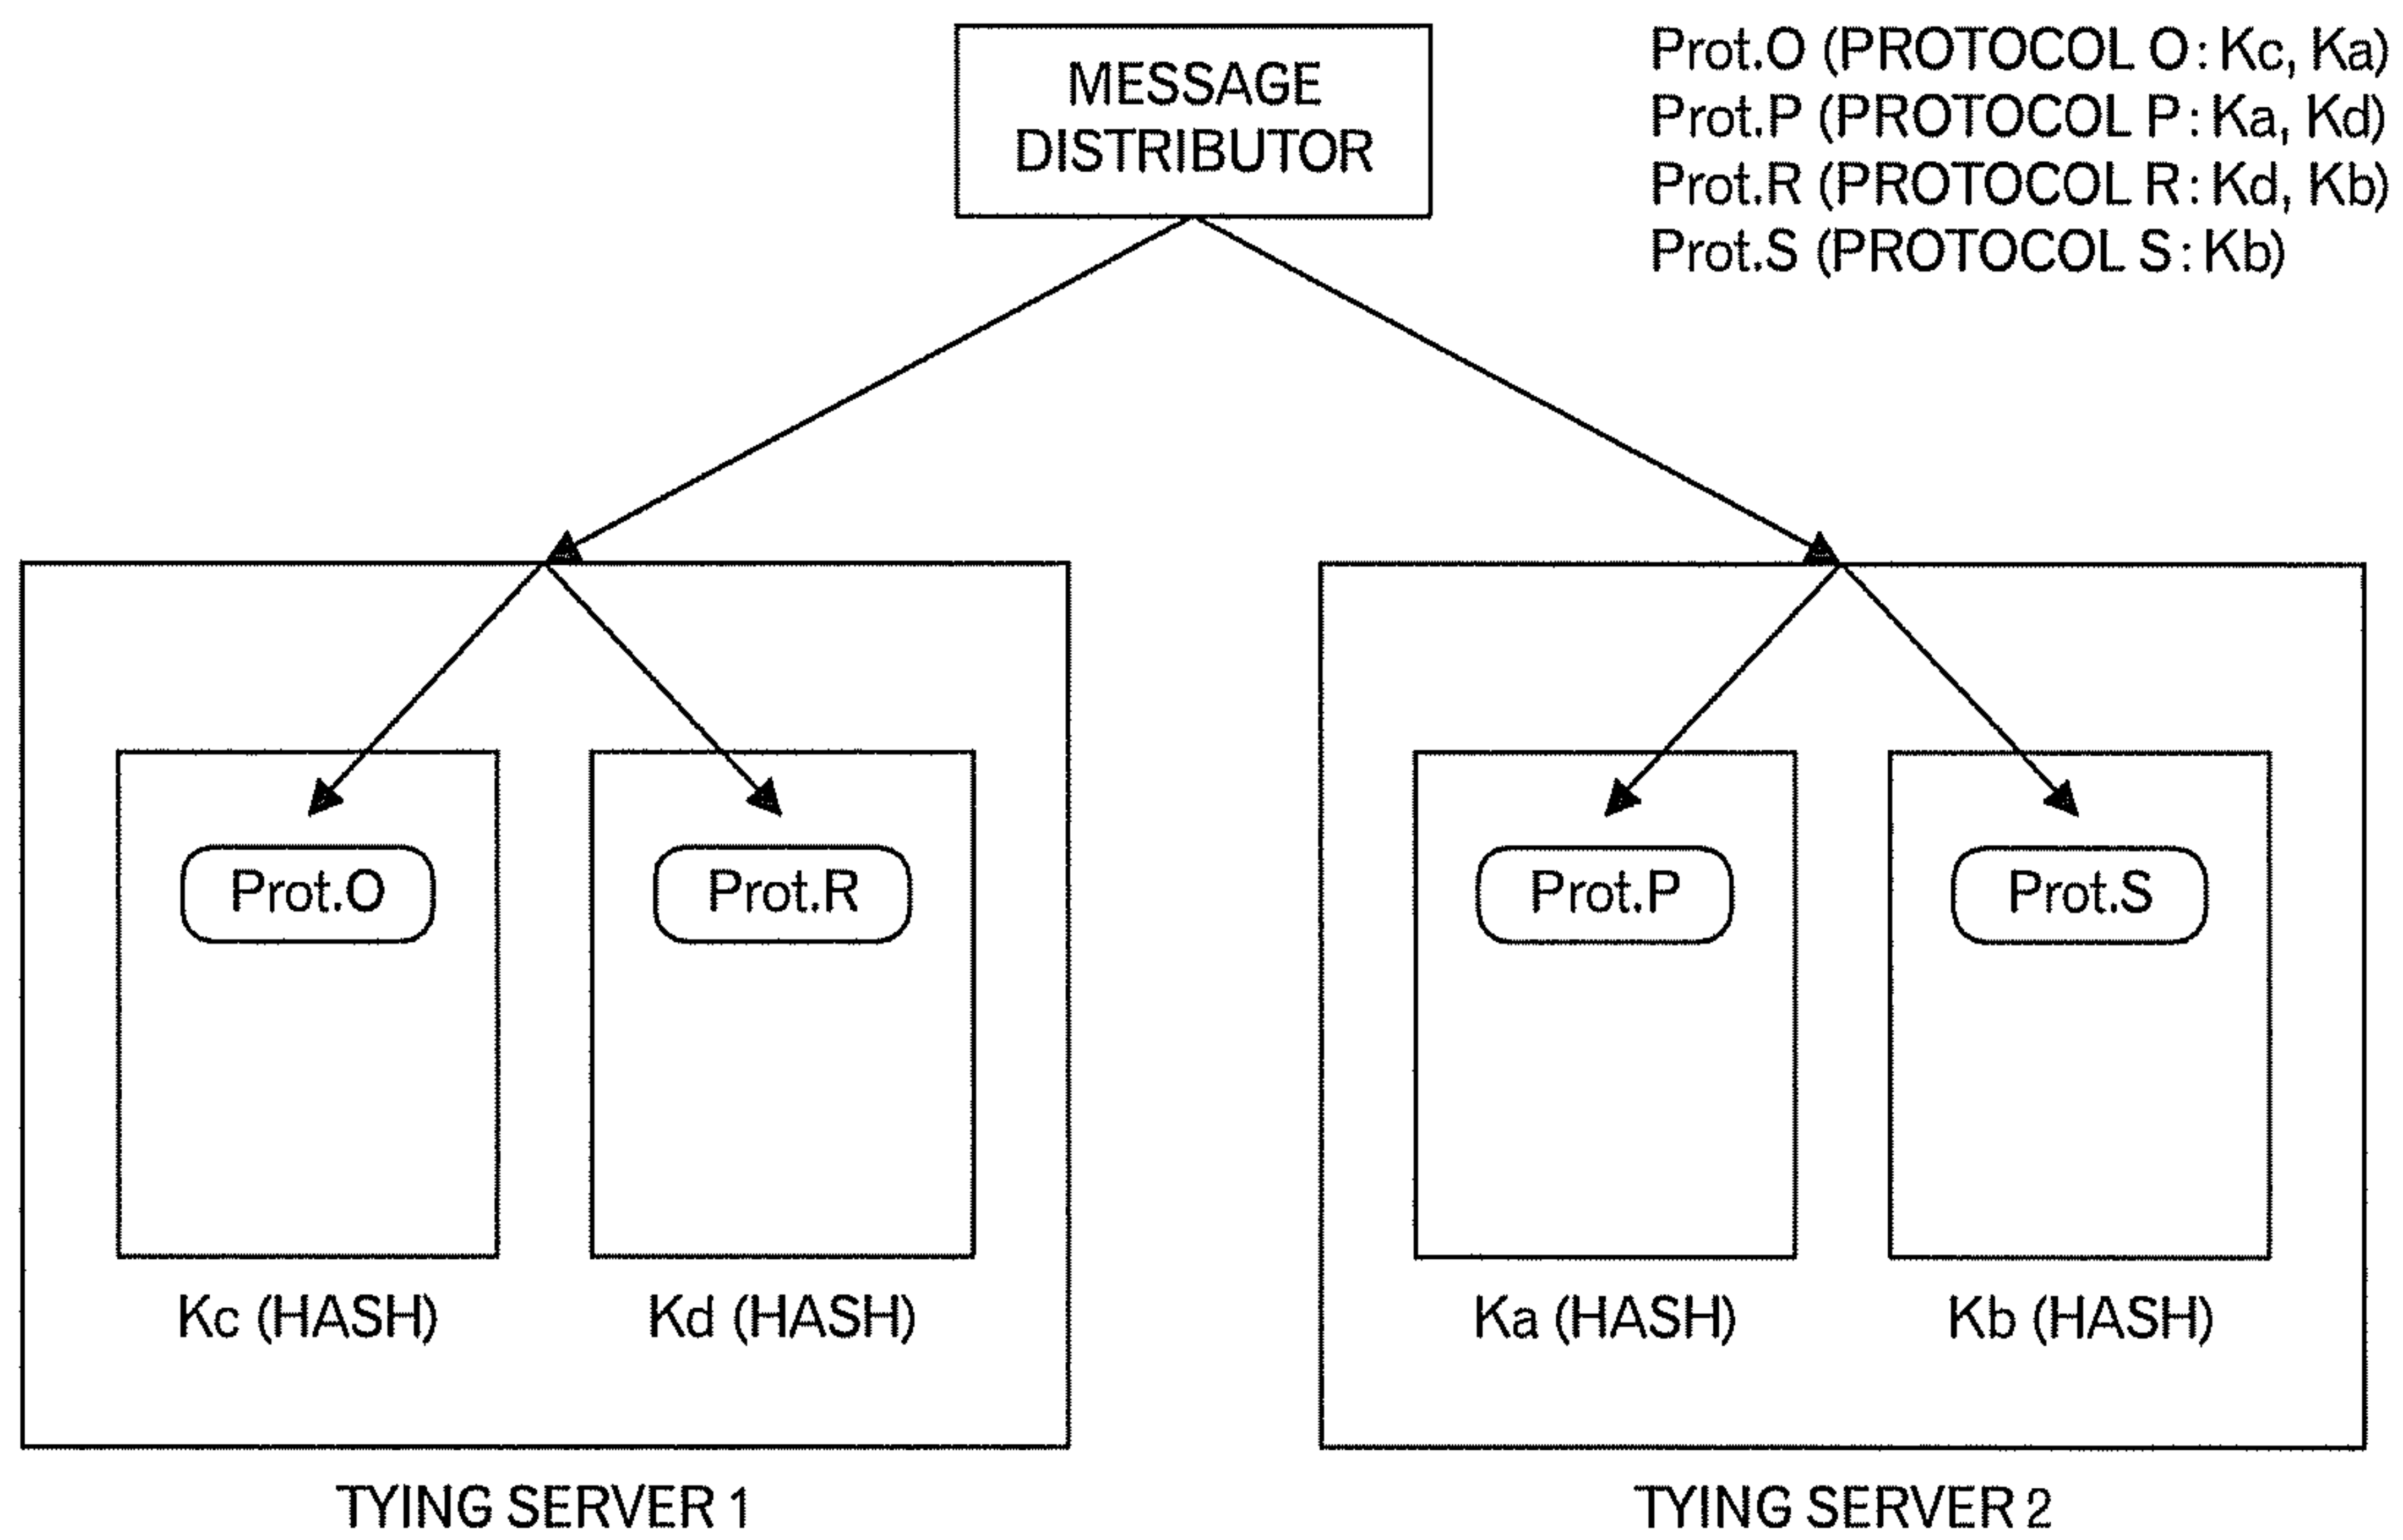 MESSAGE
DISTRIBUTOR
Prot.O (PROTOCOL O: Kc, Ka)
Prot.P (PROTOCOL P: Ka, Kd)
Prot.R (PROTOCOL R: Kd, Kb)
Prot.S (PROTOCOL S: Kb)
Prot.O
Prot.R
Prot.P
Prot.S
Kc (HASH)
Kd (HASH)
Ka (HASH)
Kb (HASH)
TYING SERVER 1
TYING SERVER 2